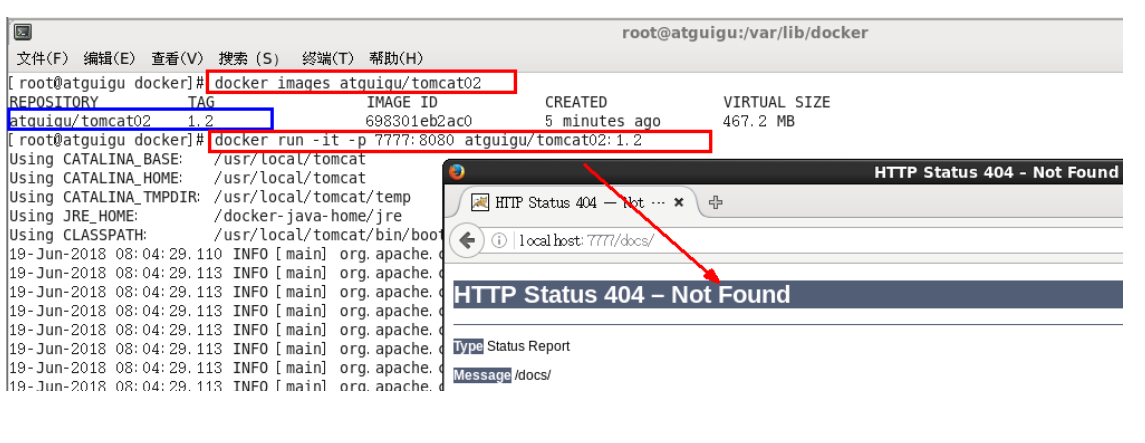 root@atguigu:/var/lib/docker
文件(F) 编辑(E) 查看(V) 搜索 (S) 终端(T) 帮助(H)
[root@atguigu docker]# docker images atguigu/tomcat02
REPOSITORY TAG IMAGE ID CREATED VIRTUAL SIZE
atguigu/tomcat02 1.2 698301eb2ac0 5 minutes ago 467.2 MB
[root@atguigu docker]# docker run -it -p 7777:8080 atguigu/tomcat02:1.2
Using CATALINA_BASE: /usr/local/tomcat
Using CATALINA_HOME: /usr/local/tomcat
Using CATALINA_TMPDIR: /usr/local/tomcat/temp
Using JRE_HOME: /docker-java-home/jre
Using CLASSPATH: /usr/local/tomcat/bin/boot
19-Jun-2018 08:04:29.110 INFO [main] org.apache.
19-Jun-2018 08:04:29.113 INFO [main] org.apache.
19-Jun-2018 08:04:29.113 INFO [main] org.apache.
19-Jun-2018 08:04:29.113 INFO [main] org.apache.
19-Jun-2018 08:04:29.113 INFO [main] org.apache.
19-Jun-2018 08:04:29.113 INFO [main] org.apache.
19-Jun-2018 08:04:29.113 INFO [main] org.apache.
19-Jun-2018 08:04:29.113 INFO [main] org.apache.
HTTP Status 404 – Not Found
HTTP Status 404 — Not ···
localhost:7777/docs/
HTTP Status 404 – Not Found
Type Status Report
Message /docs/